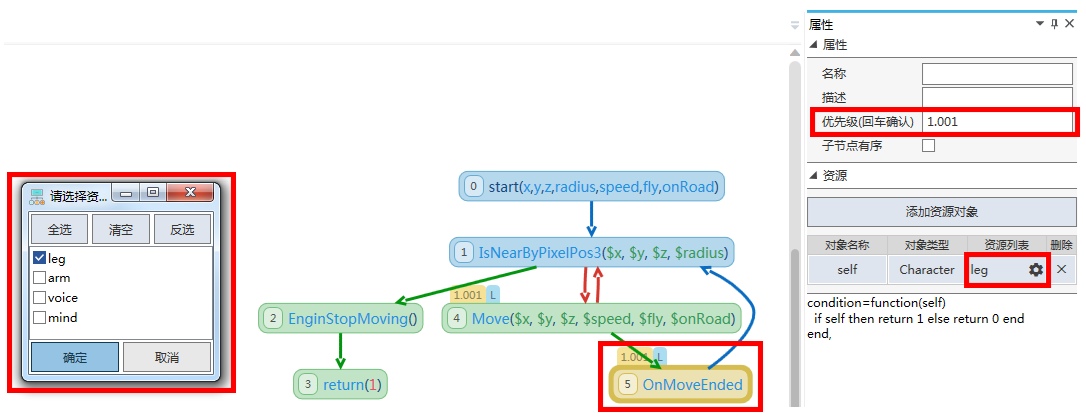 请选择资...
全选
清空
反选
leg
arm
voice
mind
确定
取消
0
start(x,y,z,radius,speed,fly,onRoad)
1
IsNearByPixelPos3($x, $y, $z, $radius)
2
EnginStopMoving()
1.001
L
4
Move($x, $y, $z, $speed, $fly, $onRoad)
3
return(1)
1.001
L
5
OnMoveEnded
属性
属性
名称
描述
优先级(回车确认)
1.001
子节点有序
资源
添加资源对象
对象名称
对象类型
资源列表
删除
self
Character
leg
condition=function(self)
if self then return 1 else return 0 end
end,